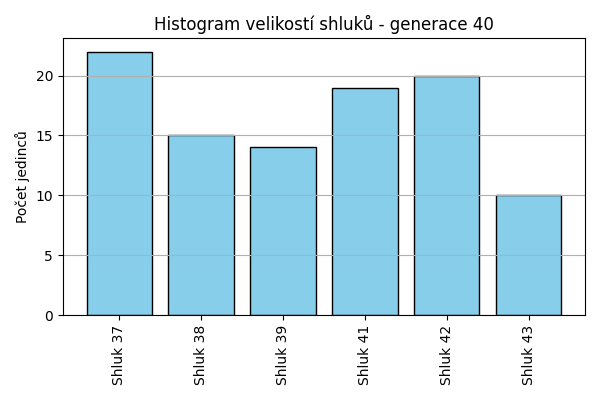 Histogram velikostí shluků - generace 40
Počet jedinců
20
15
10
5
0
Shluk 37
Shluk 38
Shluk 39
Shluk 41
Shluk 42
Shluk 43